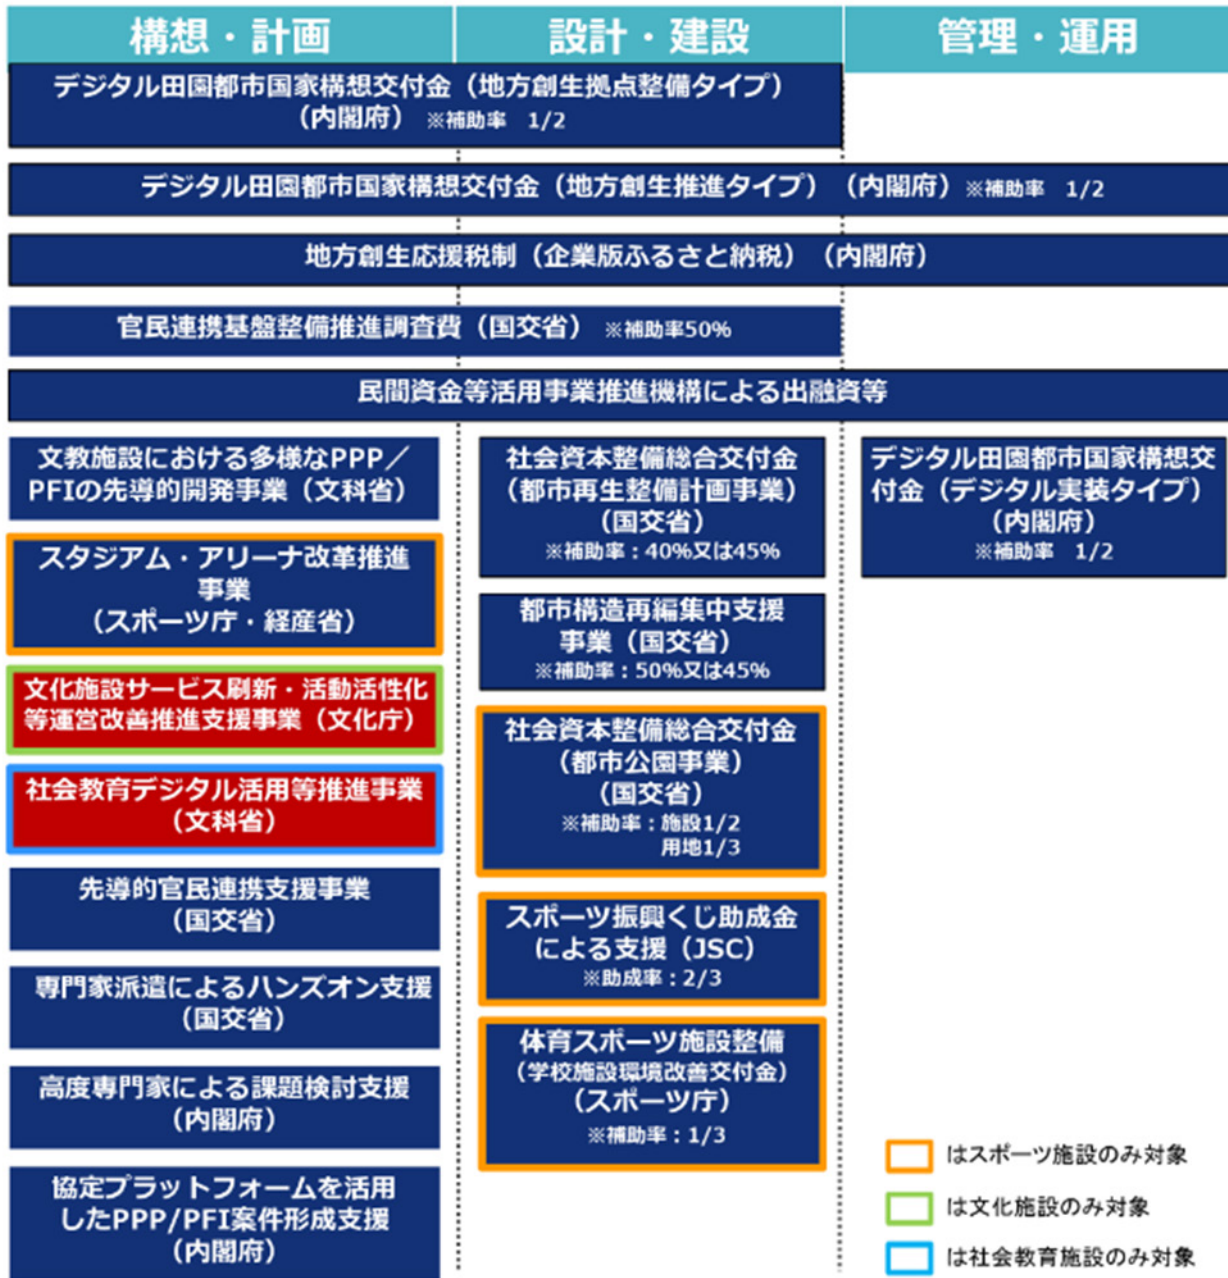 構想・計画
設計・建設
管理・運用
デジタル田園都市国家構想交付金（地方創生拠点整備タイプ）
（内閣府） ※補助率 1/2
デジタル田園都市国家構想交付金（地方創生推進タイプ）（内閣府）※補助率 1/2
地方創生応援税制（企業版ふるさと納税）（内閣府）
官民連携基盤整備推進調査費（国交省） ※補助率50%
民間資金等活用事業推進機構による出融資等
文教施設における多様なPPP／
PFIの先導的開発事業（文科省）
スタジアム・アリーナ改革推進
事業
（スポーツ庁・経産省）
文化施設サービス刷新・活動活性化
等運営改善推進支援事業（文化庁）
社会教育デジタル活用等推進事業
（文科省）
先導的官民連携支援事業
（国交省）
専門家派遣によるハンズオン支援
（国交省）
高度専門家による課題検討支援
（内閣府）
協定プラットフォームを活用
したPPP/PFI案件形成支援
（内閣府）
社会資本整備総合交付金
（都市再生整備計画事業）
（国交省）
※補助率：40%又は45%
都市構造再編集中支援
事業（国交省）
※補助率：50%又は45%
社会資本整備総合交付金
（都市公園事業）
（国交省）
※補助率：施設1/2
用地1/3
スポーツ振興くじ助成金
による支援（JSC）
※助成率：2/3
体育スポーツ施設整備
（学校施設環境改善交付金）
（スポーツ庁）
※補助率：1/3
デジタル田園都市国家構想交
付金（デジタル実装タイプ）
（内閣府）
※補助率 1/2
はスポーツ施設のみ対象
は文化施設のみ対象
は社会教育施設のみ対象